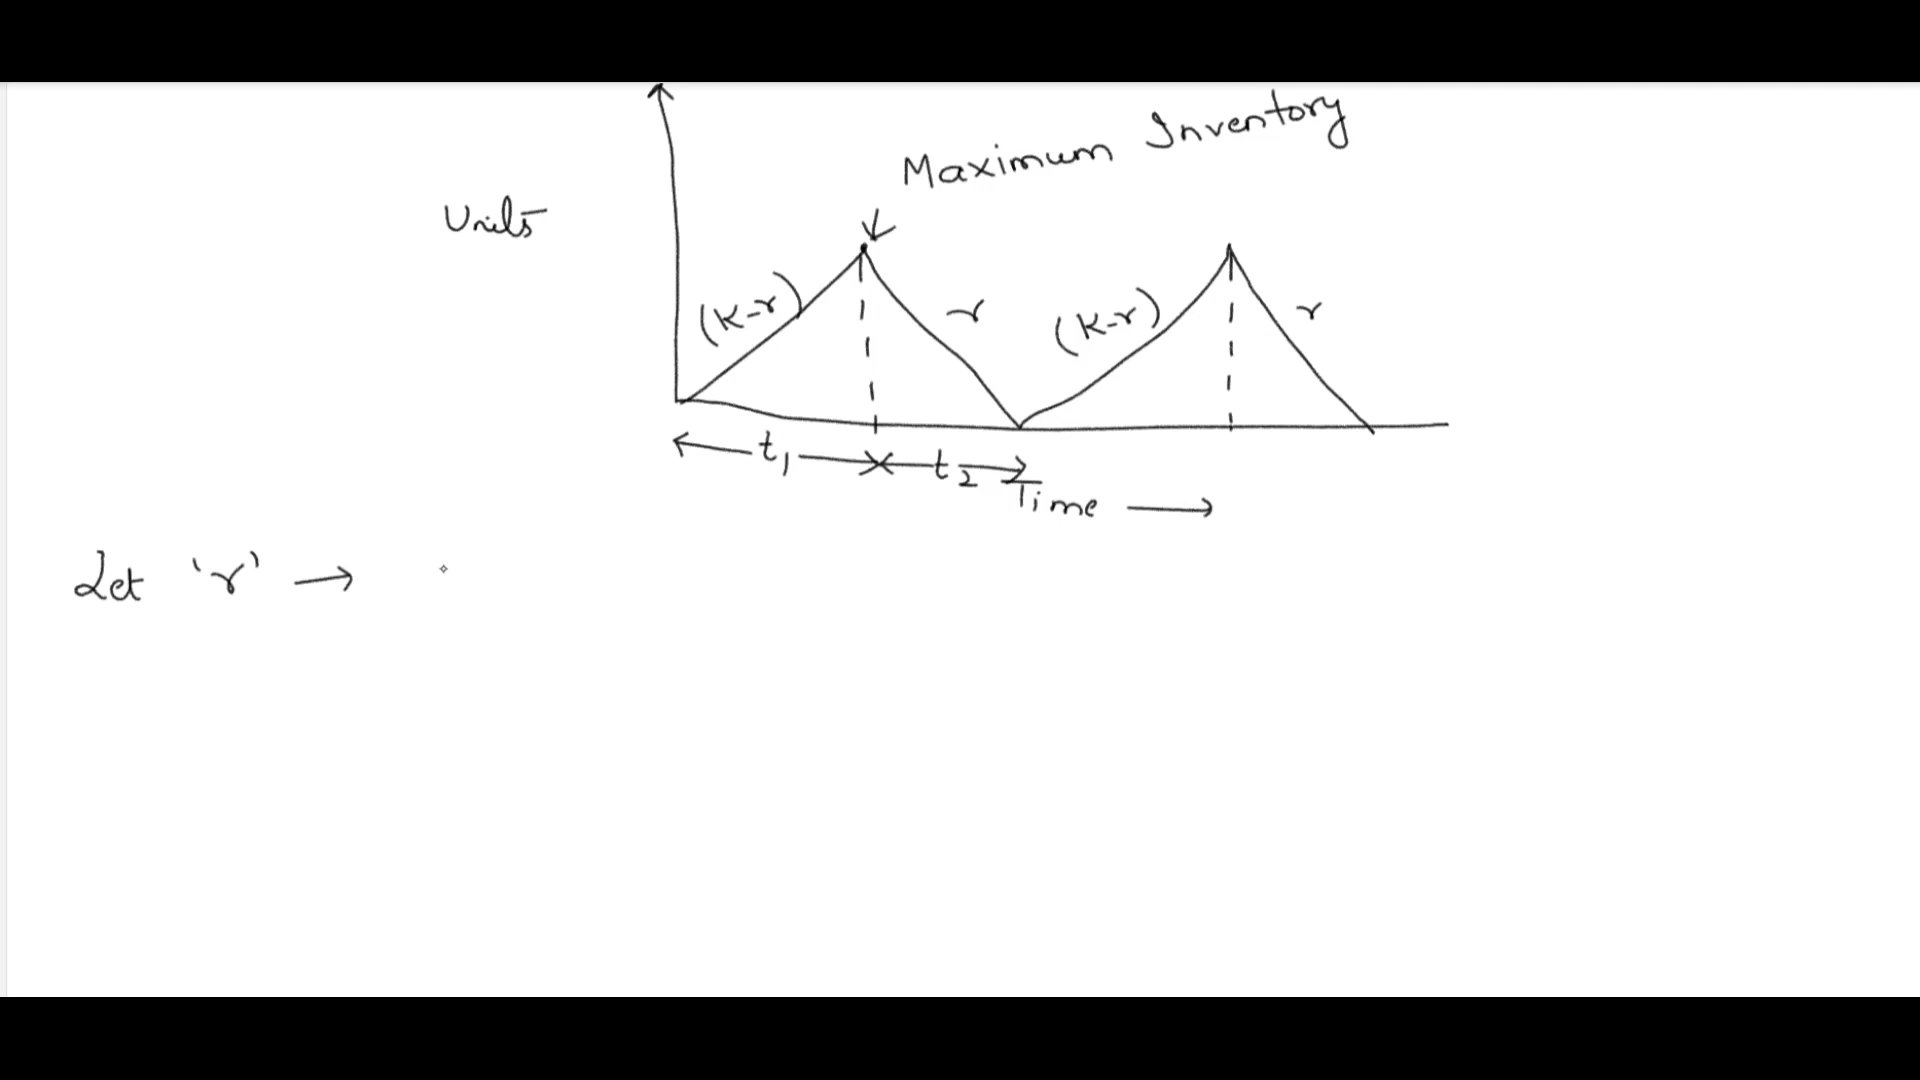 Maximum Inventory
Units
(K-r) r (K-r) r
t1 t2
Time
Let 'r' →